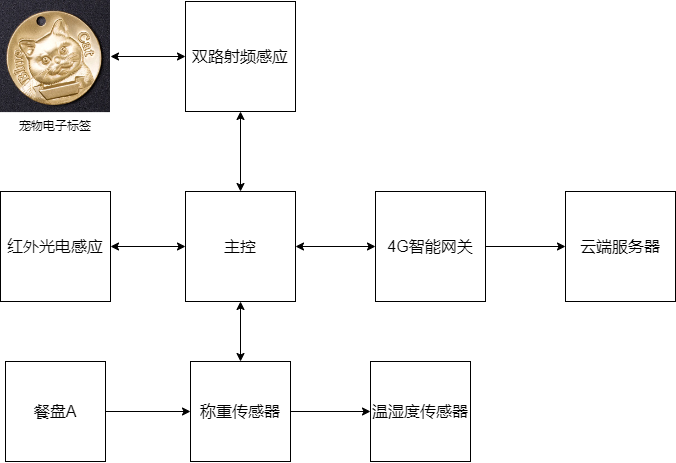 Cat
双路射频感应
宠物电子标签
红外光电感应
主控
4G智能网关
云端服务器
餐盘A
称重传感器
温湿度传感器